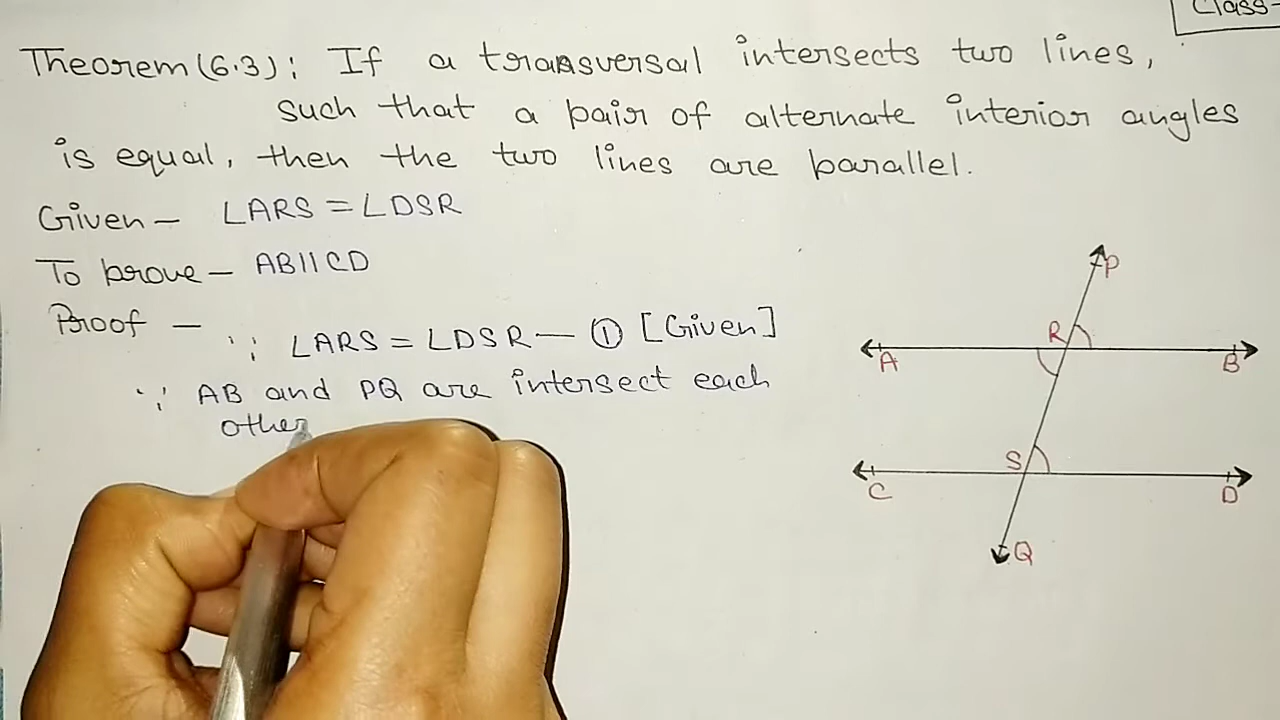 Class-
Theorem (6.3): If a transversal intersects two lines,
such that a pair of alternate interior angles
is equal, then the two lines are parallel.
Given - ∠ARS = ∠DSR
To prove - AB || CD
Proof -
∵ ∠ARS = ∠DSR — ① [Given]
∵ AB and PQ are intersect each
other
P
R
A
B
S
C
D
Q